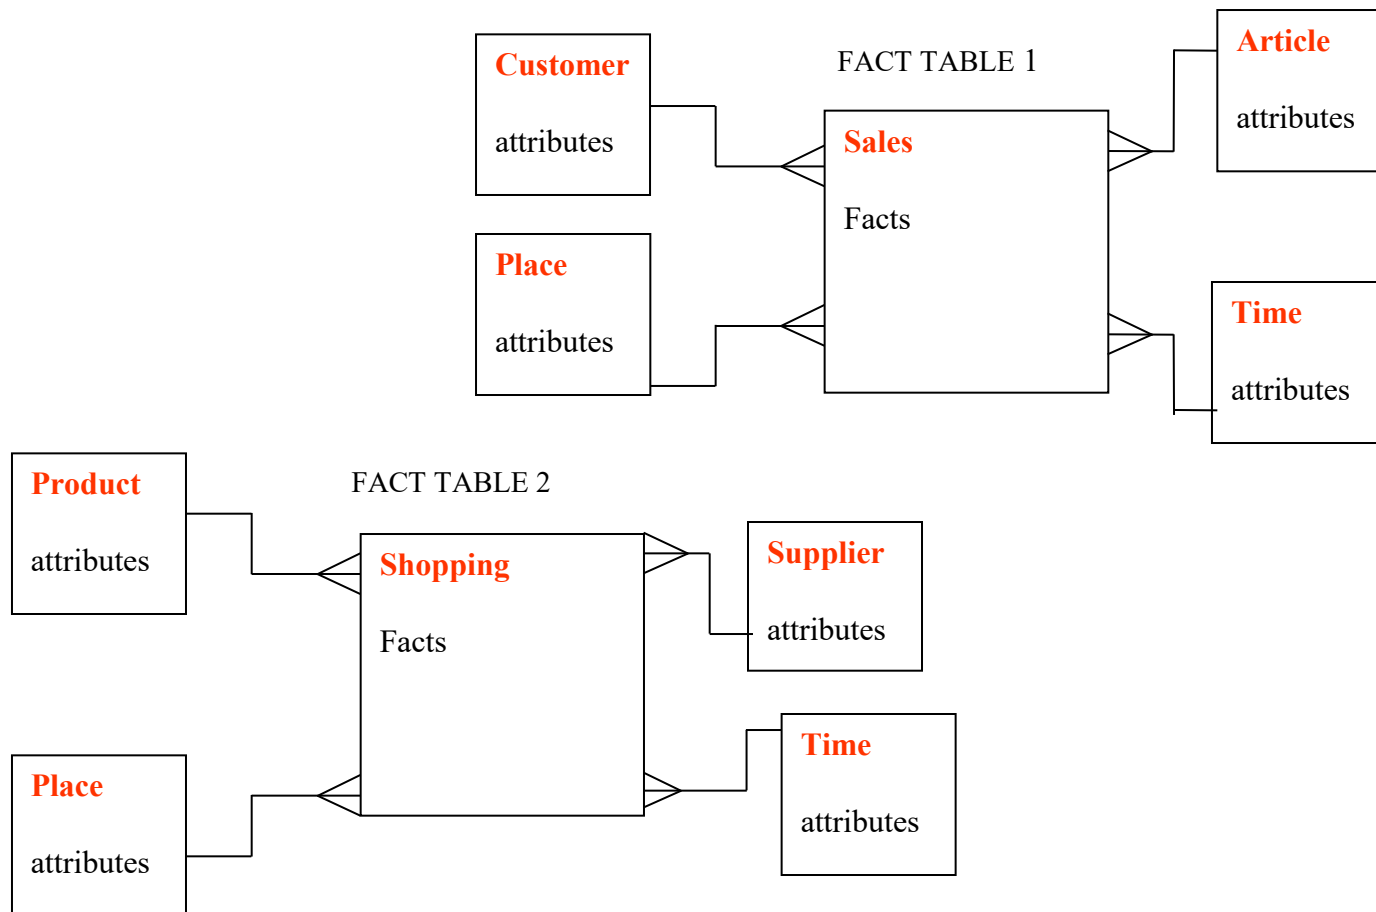 Customer
attributes
FACT TABLE 1
Sales
Facts
Article
attributes
Place
attributes
Time
attributes
FACT TABLE 2
Product
attributes
Shopping
Facts
Supplier
attributes
Place
attributes
Time
attributes